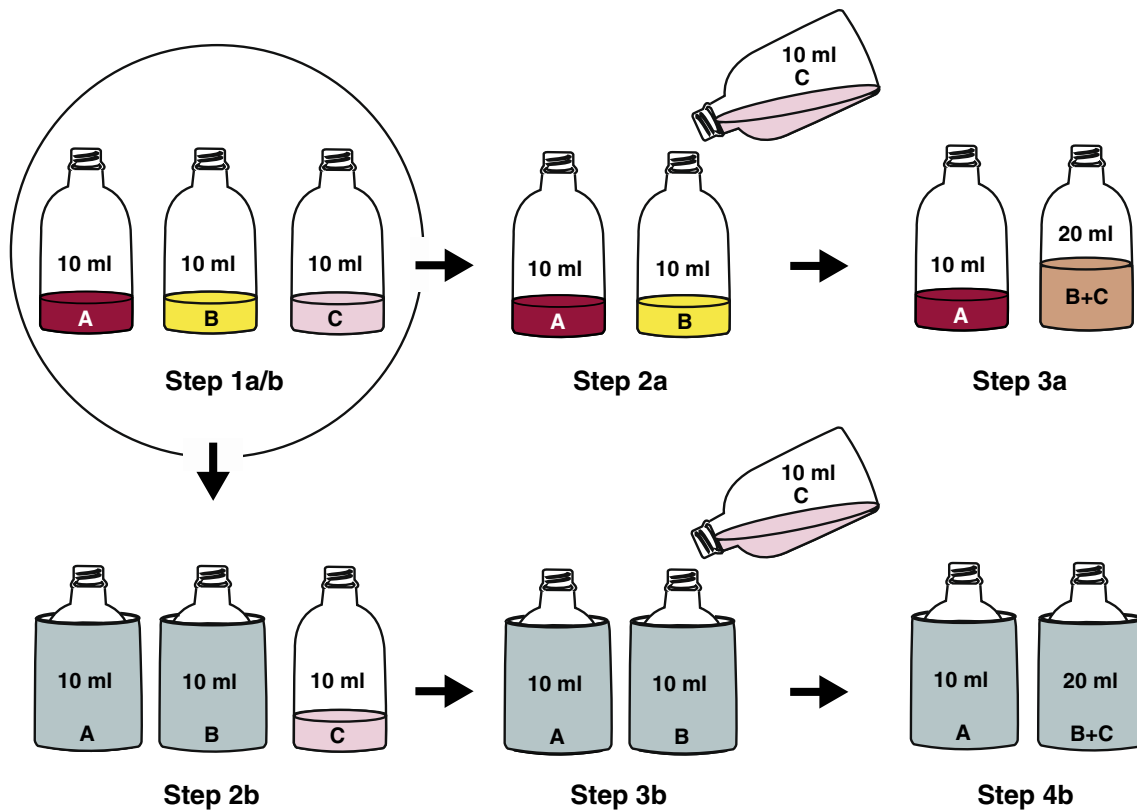 10 ml
C
10 ml 10 ml 10 ml
A B C
Step 1a/b
10 ml 10 ml
A B
Step 2a
20 ml
10 ml
B+C
A
Step 3a
10 ml 10 ml 10 ml
A B C
Step 2b
10 ml
C
10 ml 10 ml
A B
Step 3b
10 ml 20 ml
A B+C
Step 4b